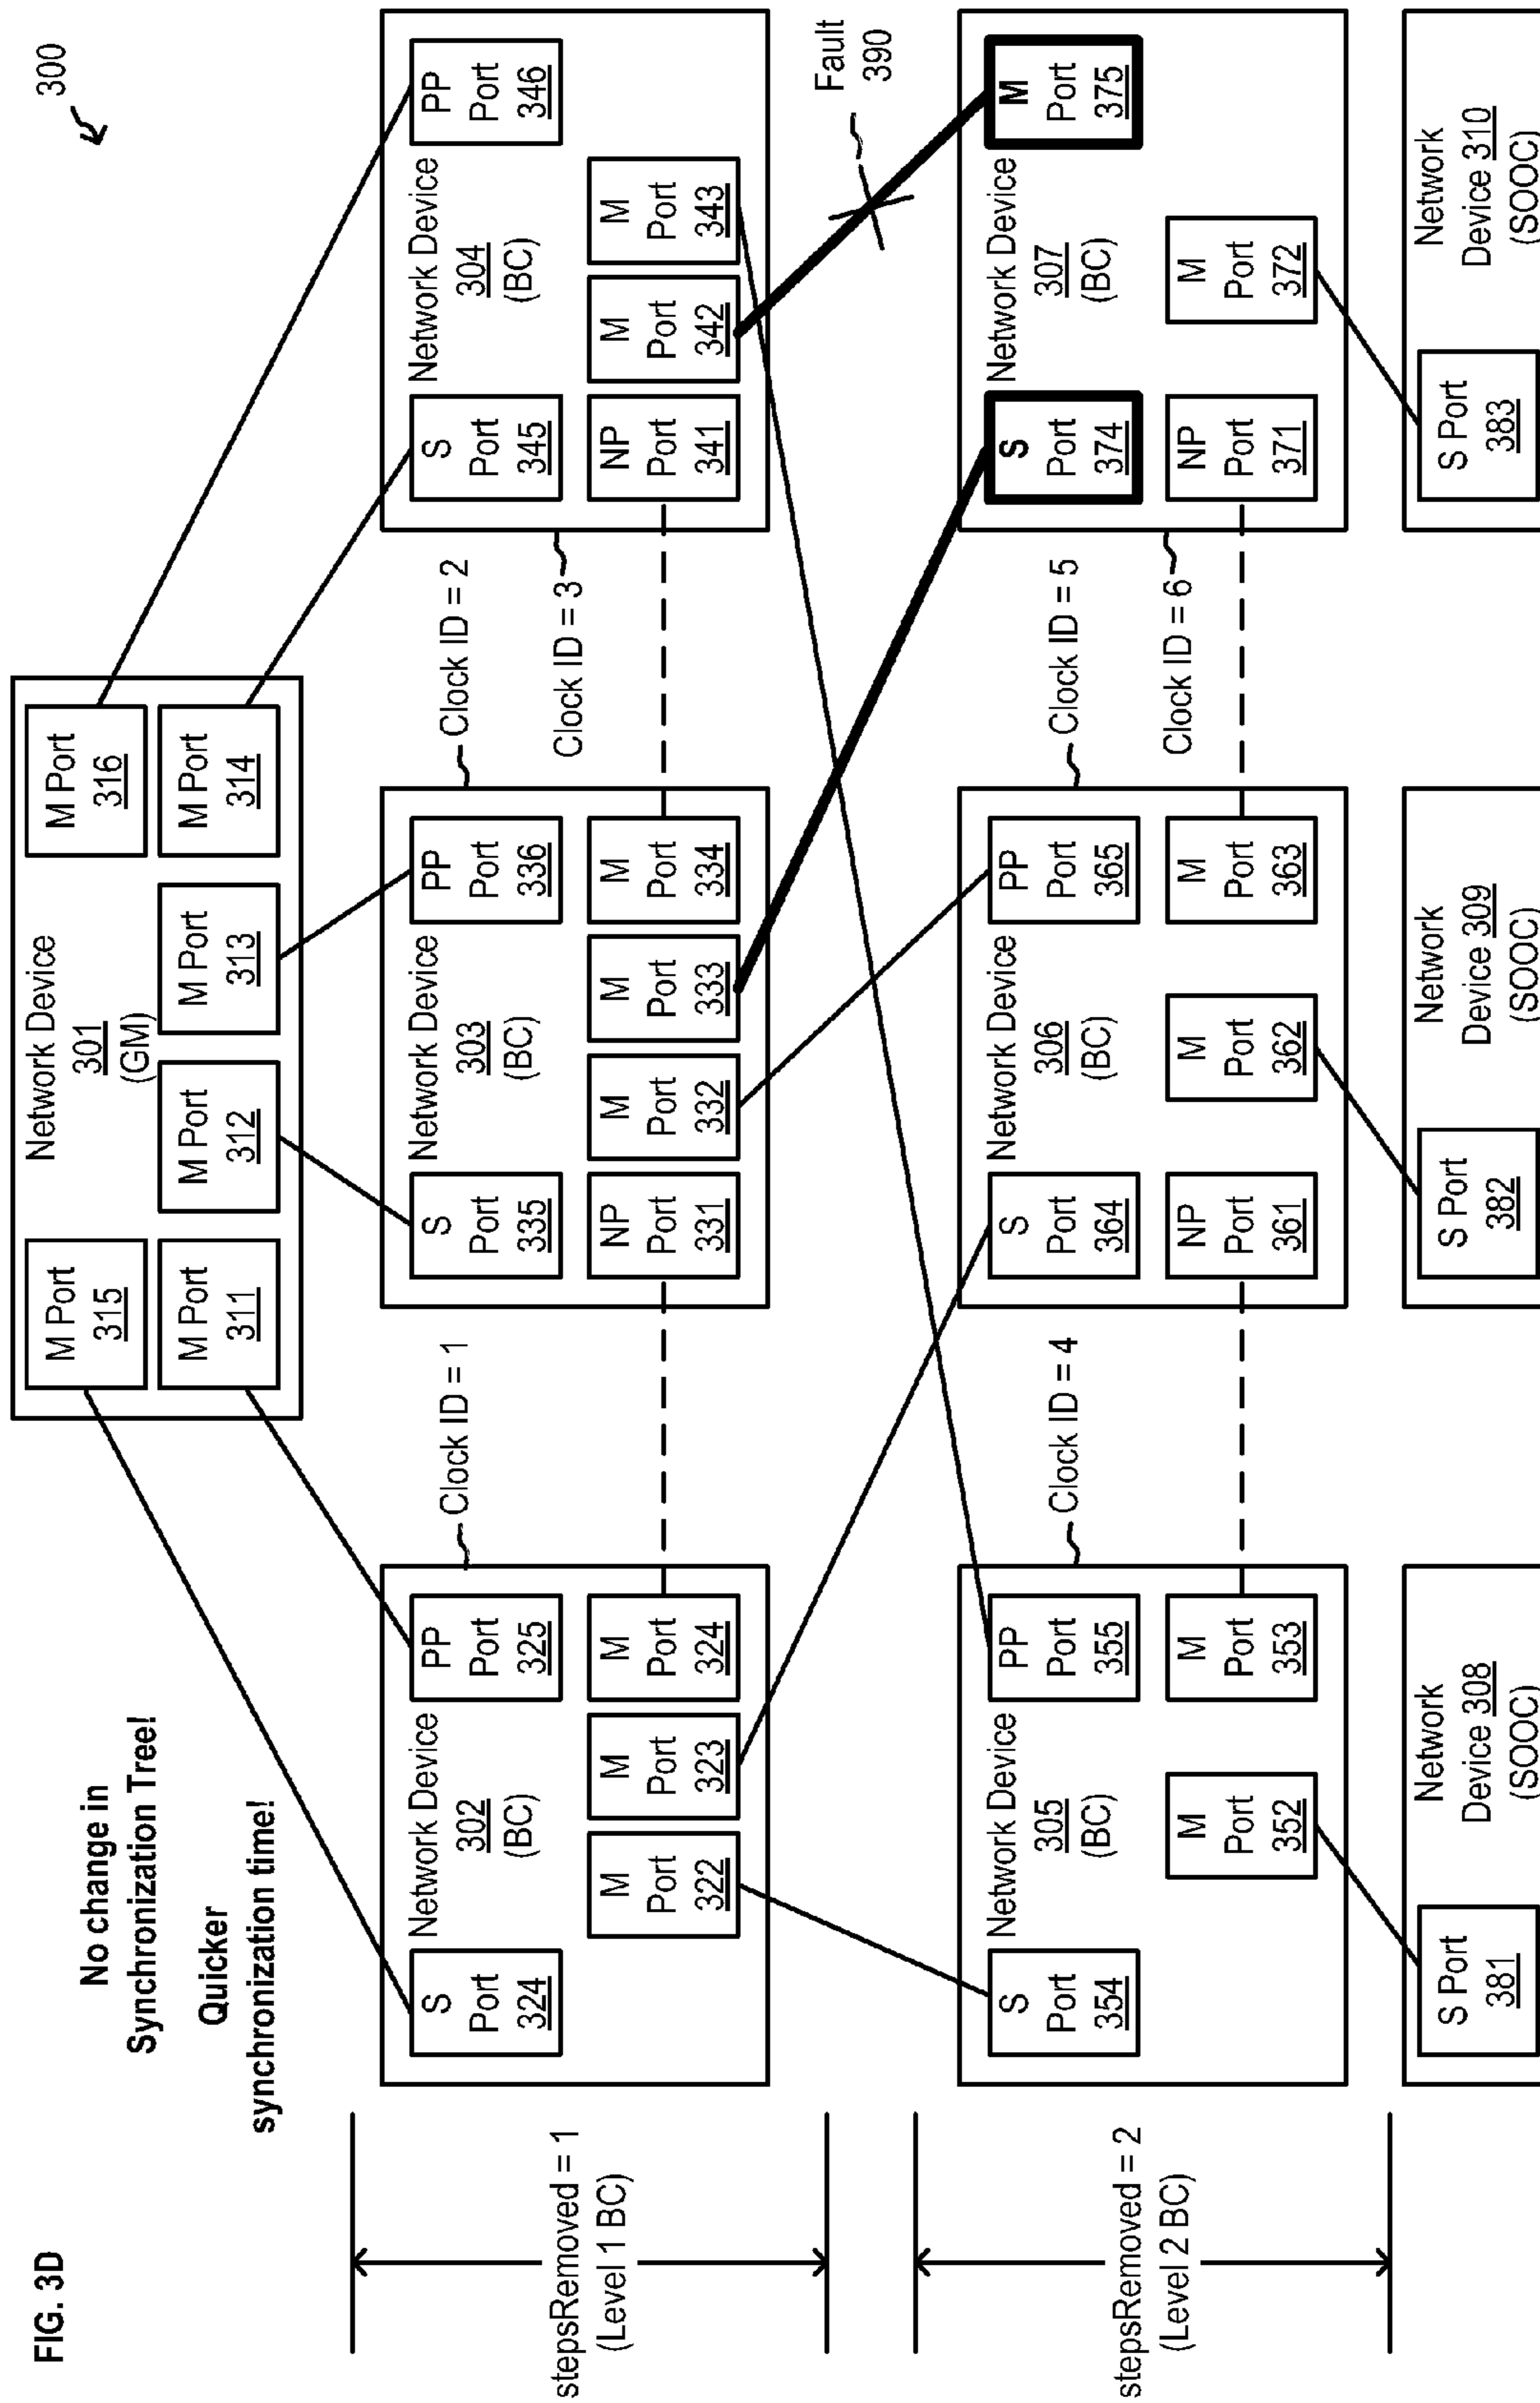 FIG. 3D
No change in
Synchronization Tree!
Quicker
synchronization time!
300
Network Device
301
(GM)
M Port
315
M Port
311
M Port
312
M Port
313
M Port
316
M Port
314
stepsRemoved = 1
(Level 1 BC)
Clock ID = 1
Clock ID = 2
Clock ID = 3
S
Port
324
Network Device
302
(BC)
PP
Port
325
M
Port
322
M
Port
323
M
Port
324
S
Port
335
Network Device
303
(BC)
PP
Port
336
NP
Port
331
M
Port
332
M
Port
333
M
Port
334
S
Port
345
Network Device
304
(BC)
PP
Port
346
NP
Port
341
M
Port
342
M
Port
343
Fault
390
stepsRemoved = 2
(Level 2 BC)
Clock ID = 4
Clock ID = 5
Clock ID = 6
S
Port
354
Network Device
305
(BC)
PP
Port
355
M
Port
352
M
Port
353
S
Port
364
Network Device
306
(BC)
PP
Port
365
NP
Port
361
M
Port
362
M
Port
363
S
Port
374
Network Device
307
(BC)
M
Port
375
NP
Port
371
M
Port
372
S Port
381
Network
Device 308
(SOOC)
S Port
382
Network
Device 309
(SOOC)
S Port
383
Network
Device 310
(SOOC)